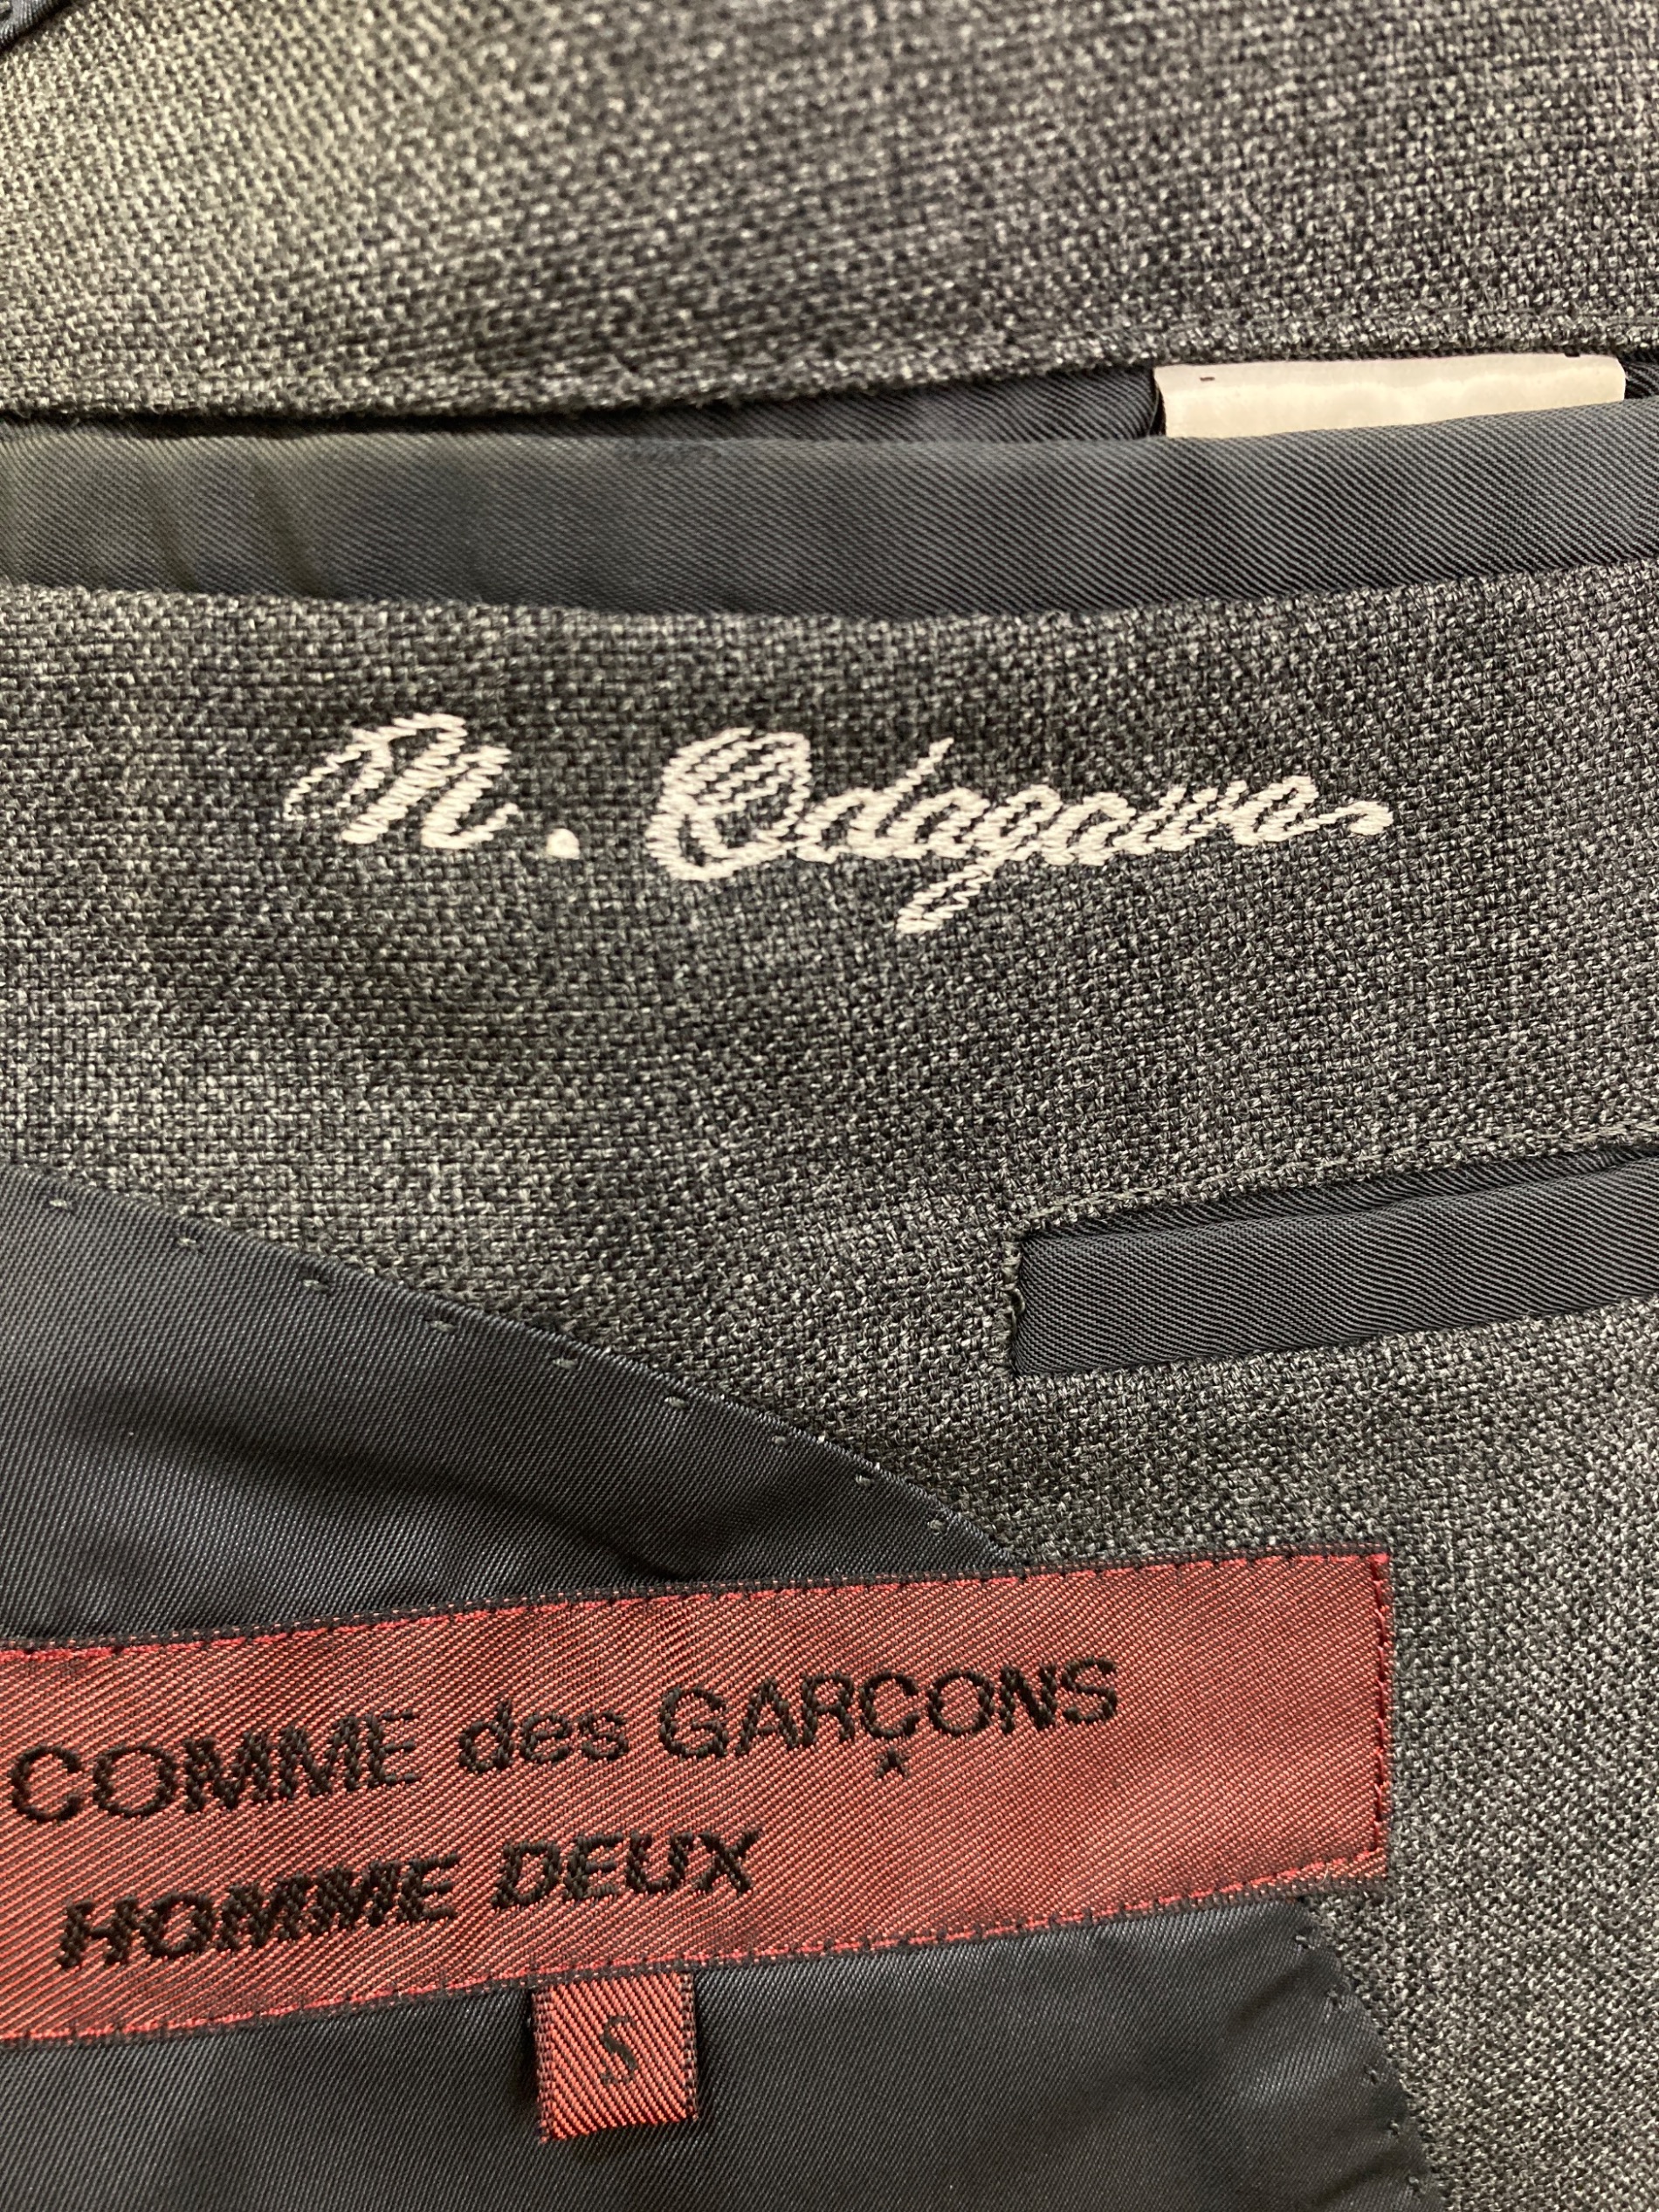 N. Odagawa
COMME des GARÇONS
HOMME DEUX
S